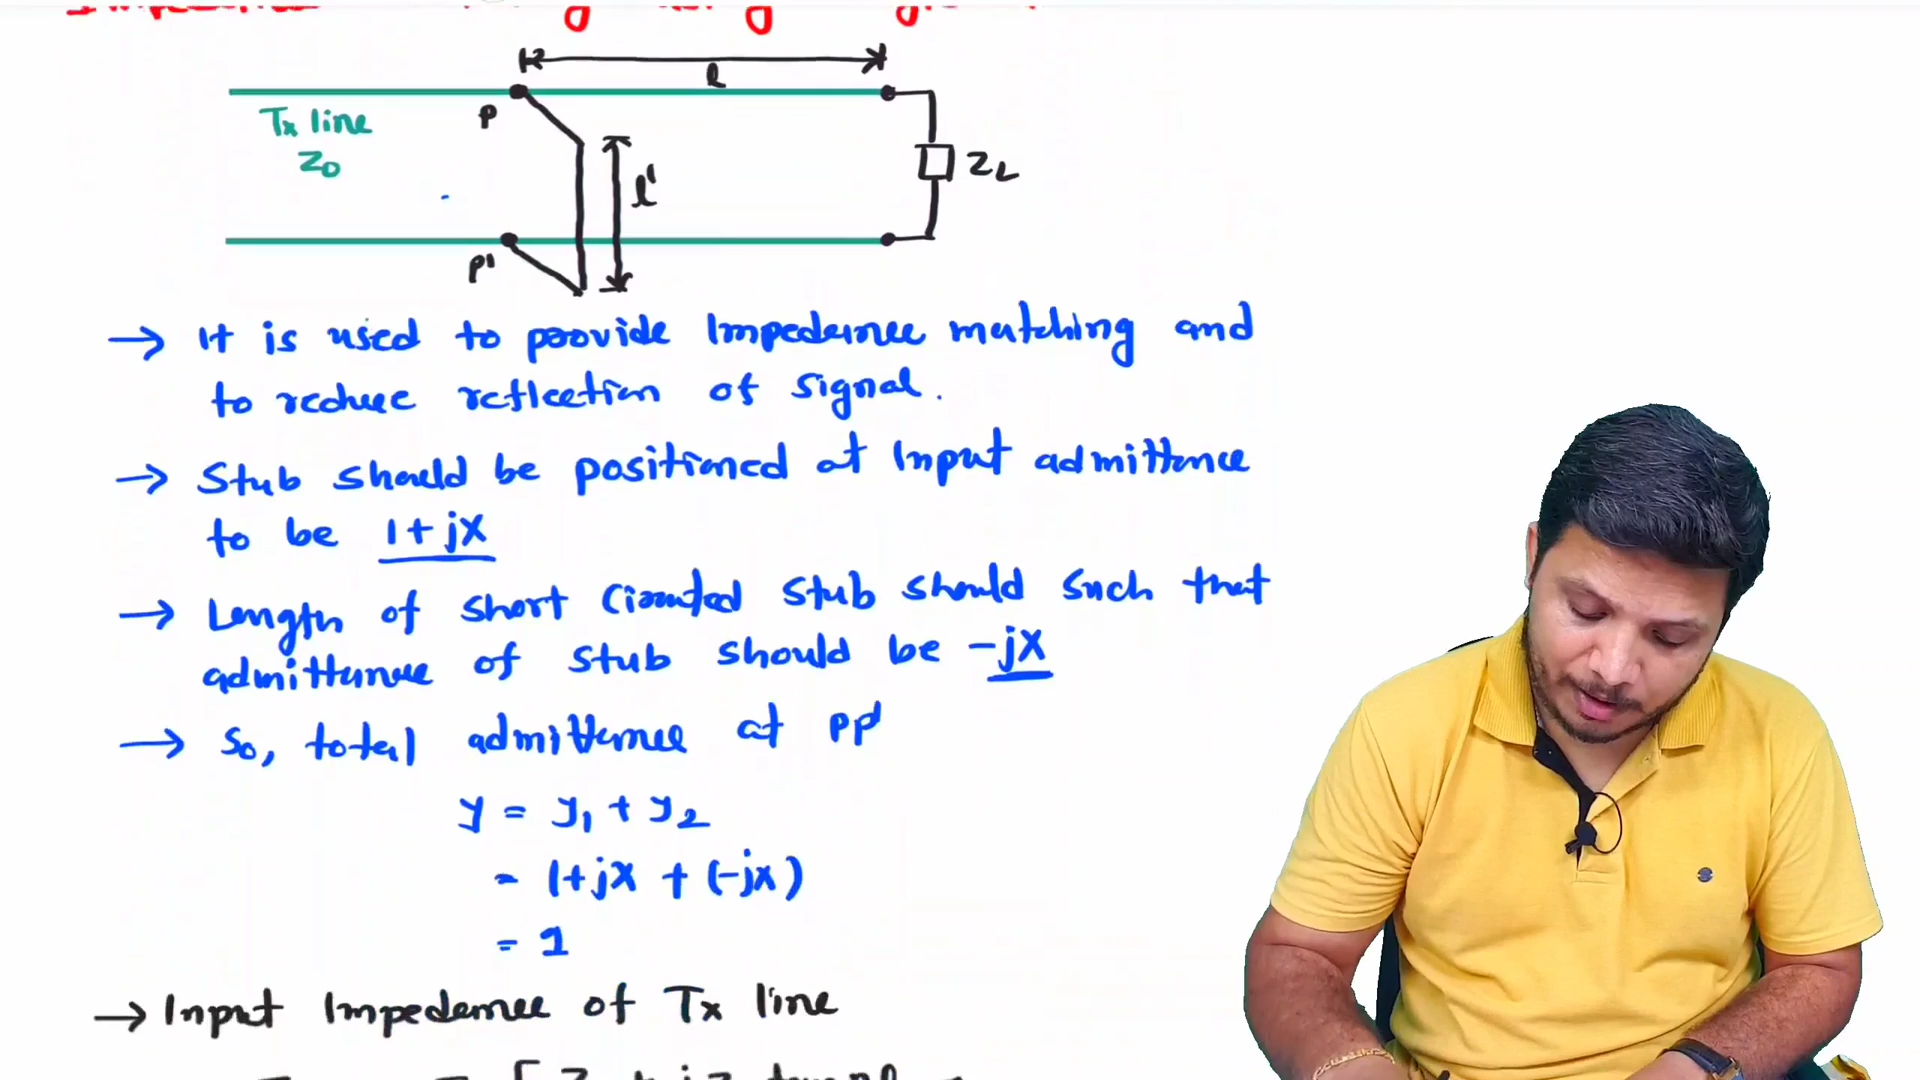 l
P
Tx line
Z0
l'
ZL
P'
→ It is used to provide Impedance matching and
to reduce reflection of signal.
→ Stub should be positioned at Input admittance
to be 1+jX
→ Length of short circuited stub should such that
admittance of stub should be -jX
→ So, total admittance at PP'
y = y1 + y2
= 1+jX + (-jX)
= 1
→ Input Impedance of Tx line